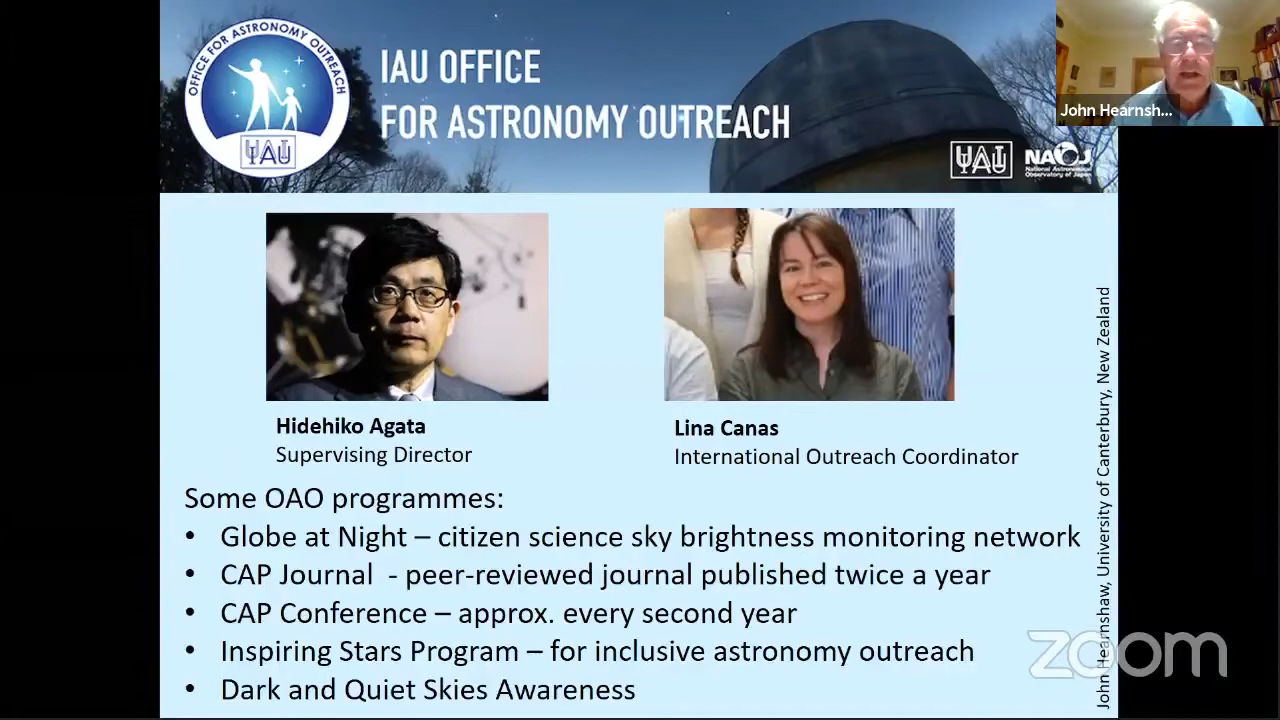 OFFICE FOR ASTRONOMY OUTREACH
IAU
IAU OFFICE
FOR ASTRONOMY OUTREACH
IAU
NAOJ
National Astronomical
Observatory of Japan
John Hearnsh...
Hidehiko Agata
Supervising Director
Lina Canas
International Outreach Coordinator
Some OAO programmes:
• Globe at Night – citizen science sky brightness monitoring network
• CAP Journal - peer-reviewed journal published twice a year
• CAP Conference – approx. every second year
• Inspiring Stars Program – for inclusive astronomy outreach
• Dark and Quiet Skies Awareness
John Hearnshaw, University of Canterbury, New Zealand
zoom